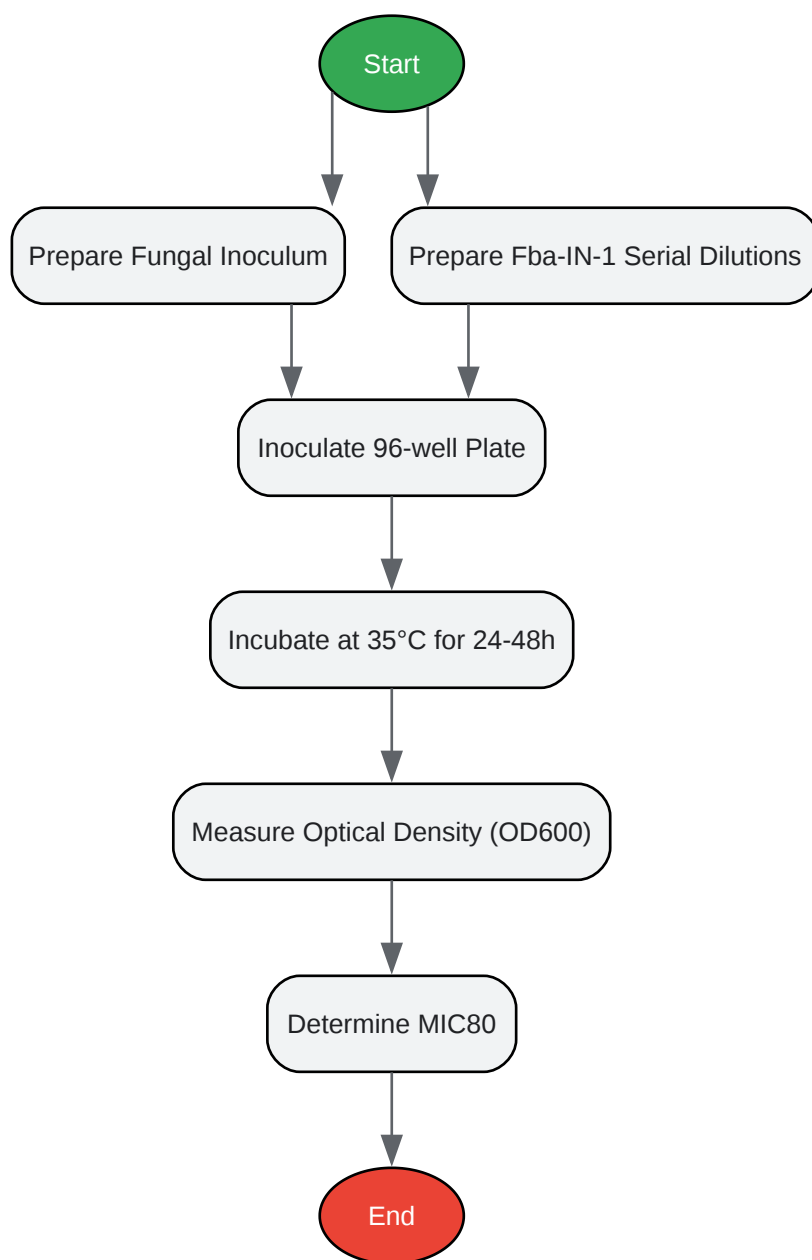 Start
Prepare Fungal Inoculum
Prepare Fba-IN-1 Serial Dilutions
Inoculate 96-well Plate
Incubate at 35°C for 24-48h
Measure Optical Density (OD600)
Determine MIC80
End